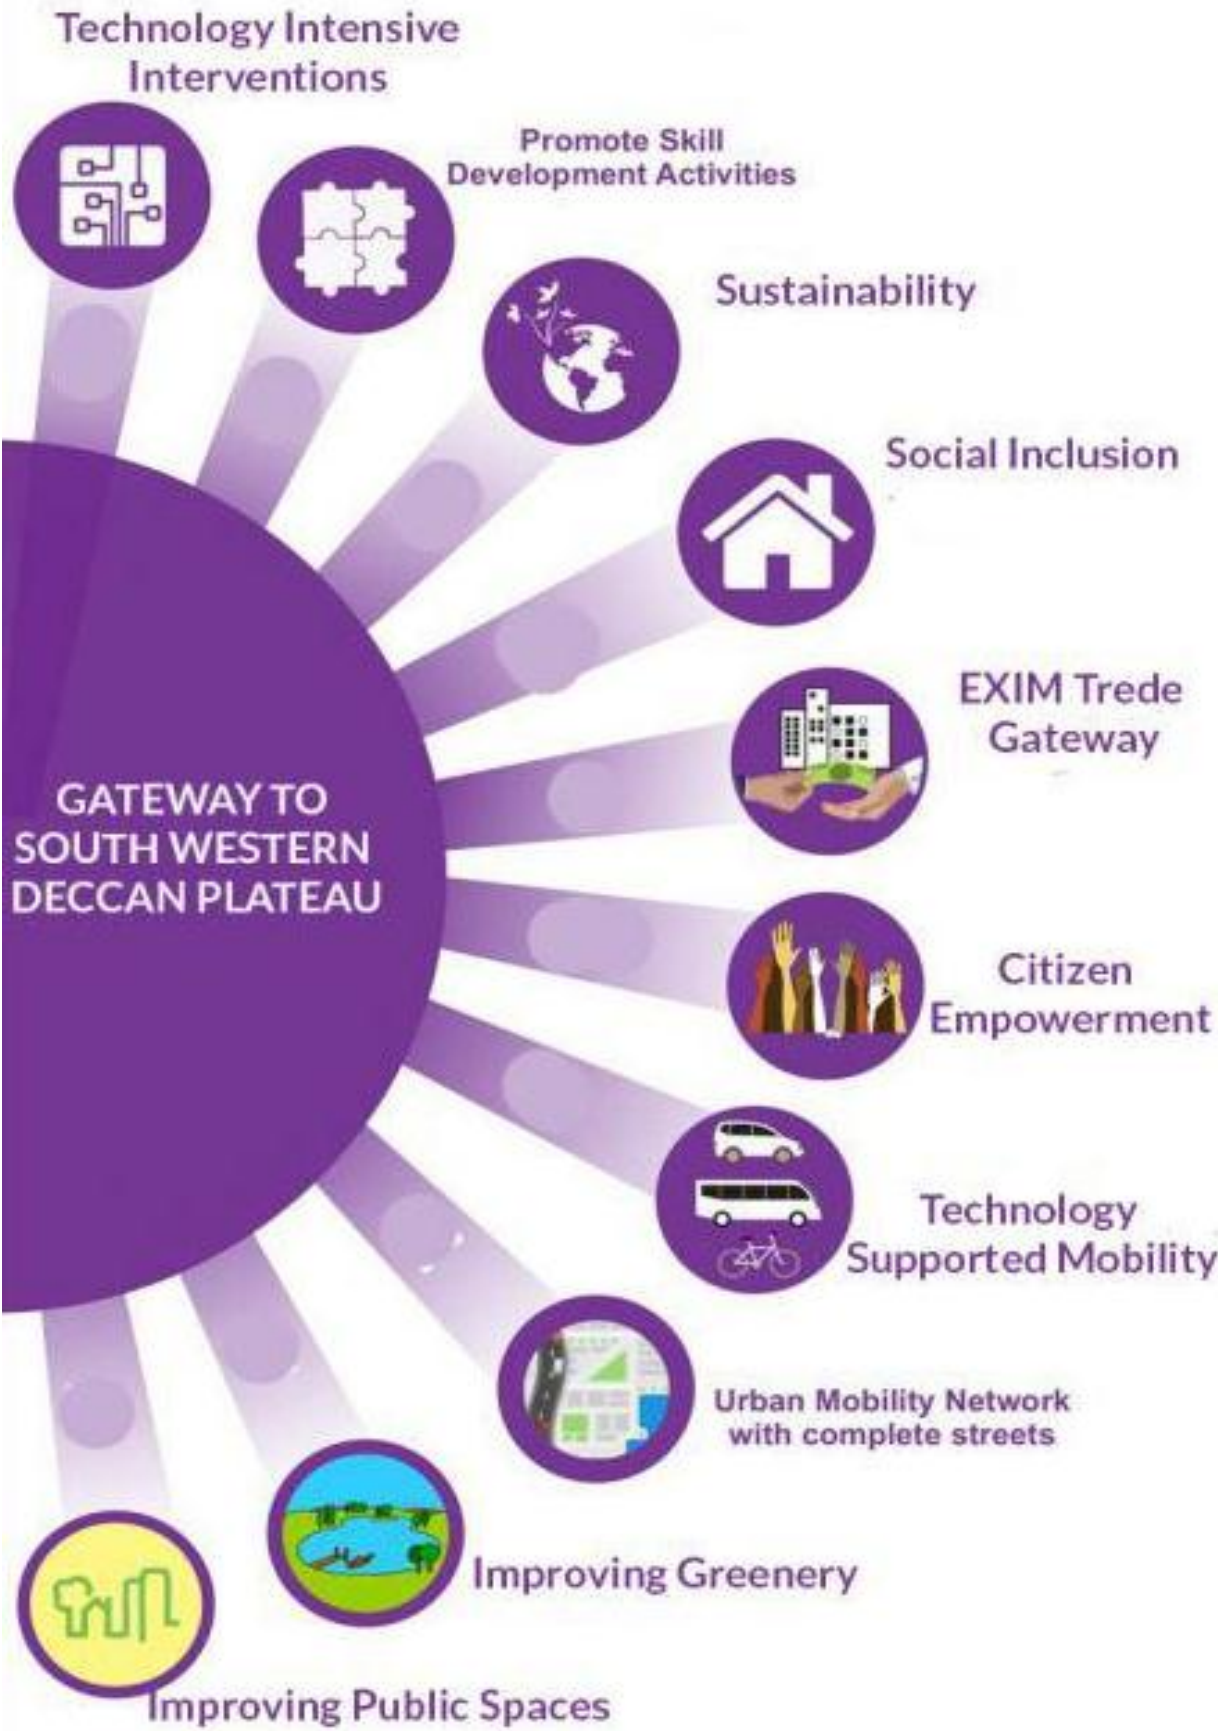 Technology Intensive
Interventions
Promote Skill
Development Activities
Sustainability
Social Inclusion
EXIM Trede
Gateway
GATEWAY TO
SOUTH WESTERN
DECCAN PLATEAU
Citizen
Empowerment
Technology
Supported Mobility
Urban Mobility Network
with complete streets
Improving Greenery
Improving Public Spaces